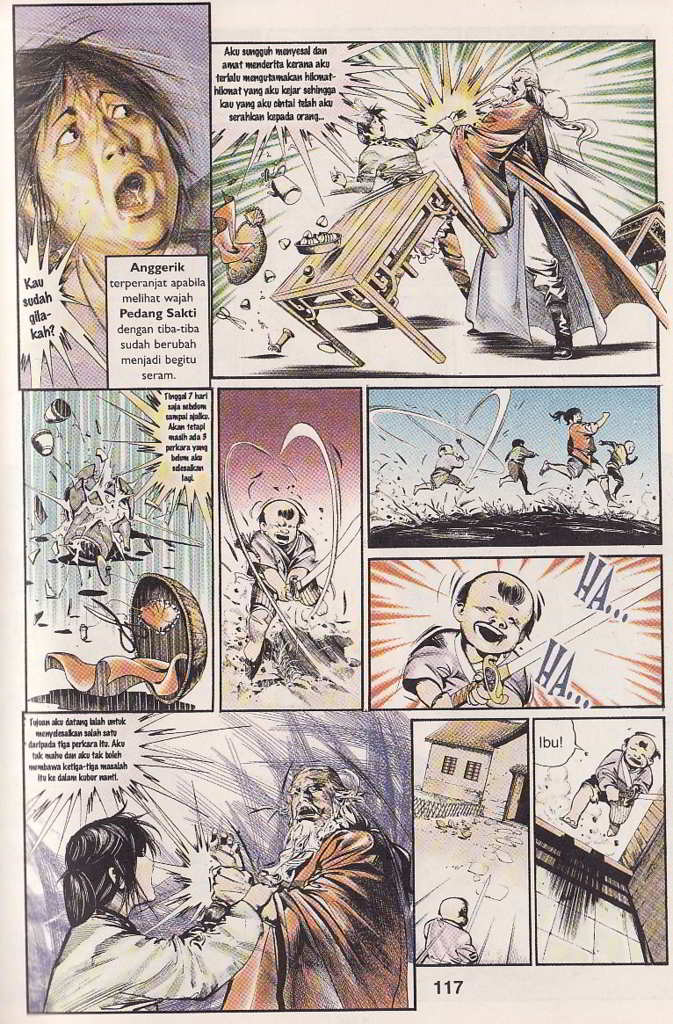 Kau
sudah
gila-
kah?
Anggerik
terperanjat apabila
melihat wajah
Pedang Sakti
dengan tiba-tiba
sudah berubah
menjadi begitu
seram.
Aku sungguh menyesal dan
amat menderita kerana aku
terlalu mengutamakan hikmat-
hikmat yang aku kejar sehingga
kau yang aku cintai telah aku
serahkan kepada orang...
Tinggal 7 hari
saja sebelum
sampai ajalku.
Akan tetapi
masih ada 3
perkara yang
belum aku
selesaikan
lagi.
HA...
HA...
Tujuan aku datang ialah untuk
menyelesaikan salah satu
daripada tiga perkara itu. Aku
tak mahu dan aku tak boleh
membawa ketiga-tiga masalah
itu ke dalam kubur nanti.
Ibu!
117